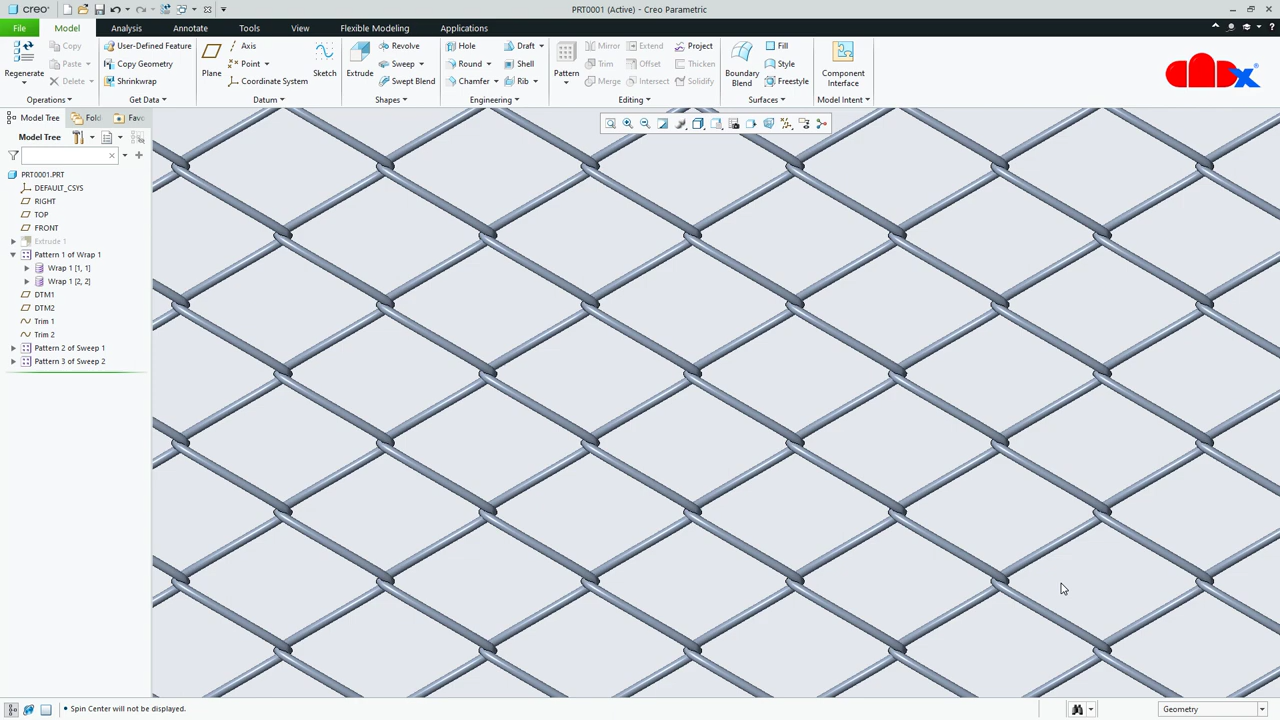 creo
PRT0001 (Active) - Creo Parametric
File Model Analysis Annotate Tools View Flexible Modeling Applications
Copy User-Defined Feature Axis Revolve Hole Draft Mirror Extend Project Fill
Regenerate Paste Copy Geometry Plane Point Sketch Extrude Sweep Round Shell Pattern Trim Offset Thicken Boundary Blend Style Component Interface
Delete Shrinkwrap Coordinate System Swept Blend Chamfer Rib Merge Intersect Solidify Freestyle
Operations Get Data Datum Shapes Engineering Editing Surfaces Model Intent
Model Tree Fold Favo
Model Tree
PRT0001.PRT
DEFAULT_CSYS
RIGHT
TOP
FRONT
Extrude 1
Pattern 1 of Wrap 1
Wrap 1 [1, 1]
Wrap 1 [2, 2]
DTM1
DTM2
Trim 1
Trim 2
Pattern 2 of Sweep 1
Pattern 3 of Sweep 2
• Spin Center will not be displayed.
Geometry